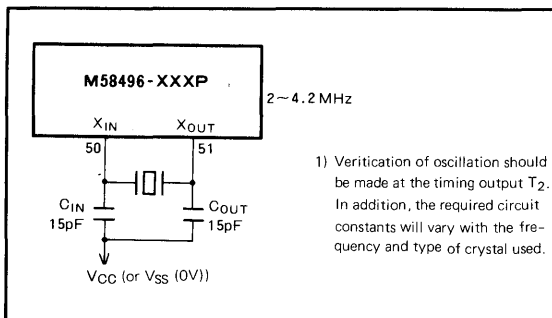 M58496-XXXP
2~4.2 MHz
XIN XOUT
50 51
1) Veritication of oscillation should
be made at the timing output T2.
In addition, the required circuit
constants will vary with the fre-
quency and type of crystal used.
CIN COUT
15pF 15pF
VCC (or VSS (0V))